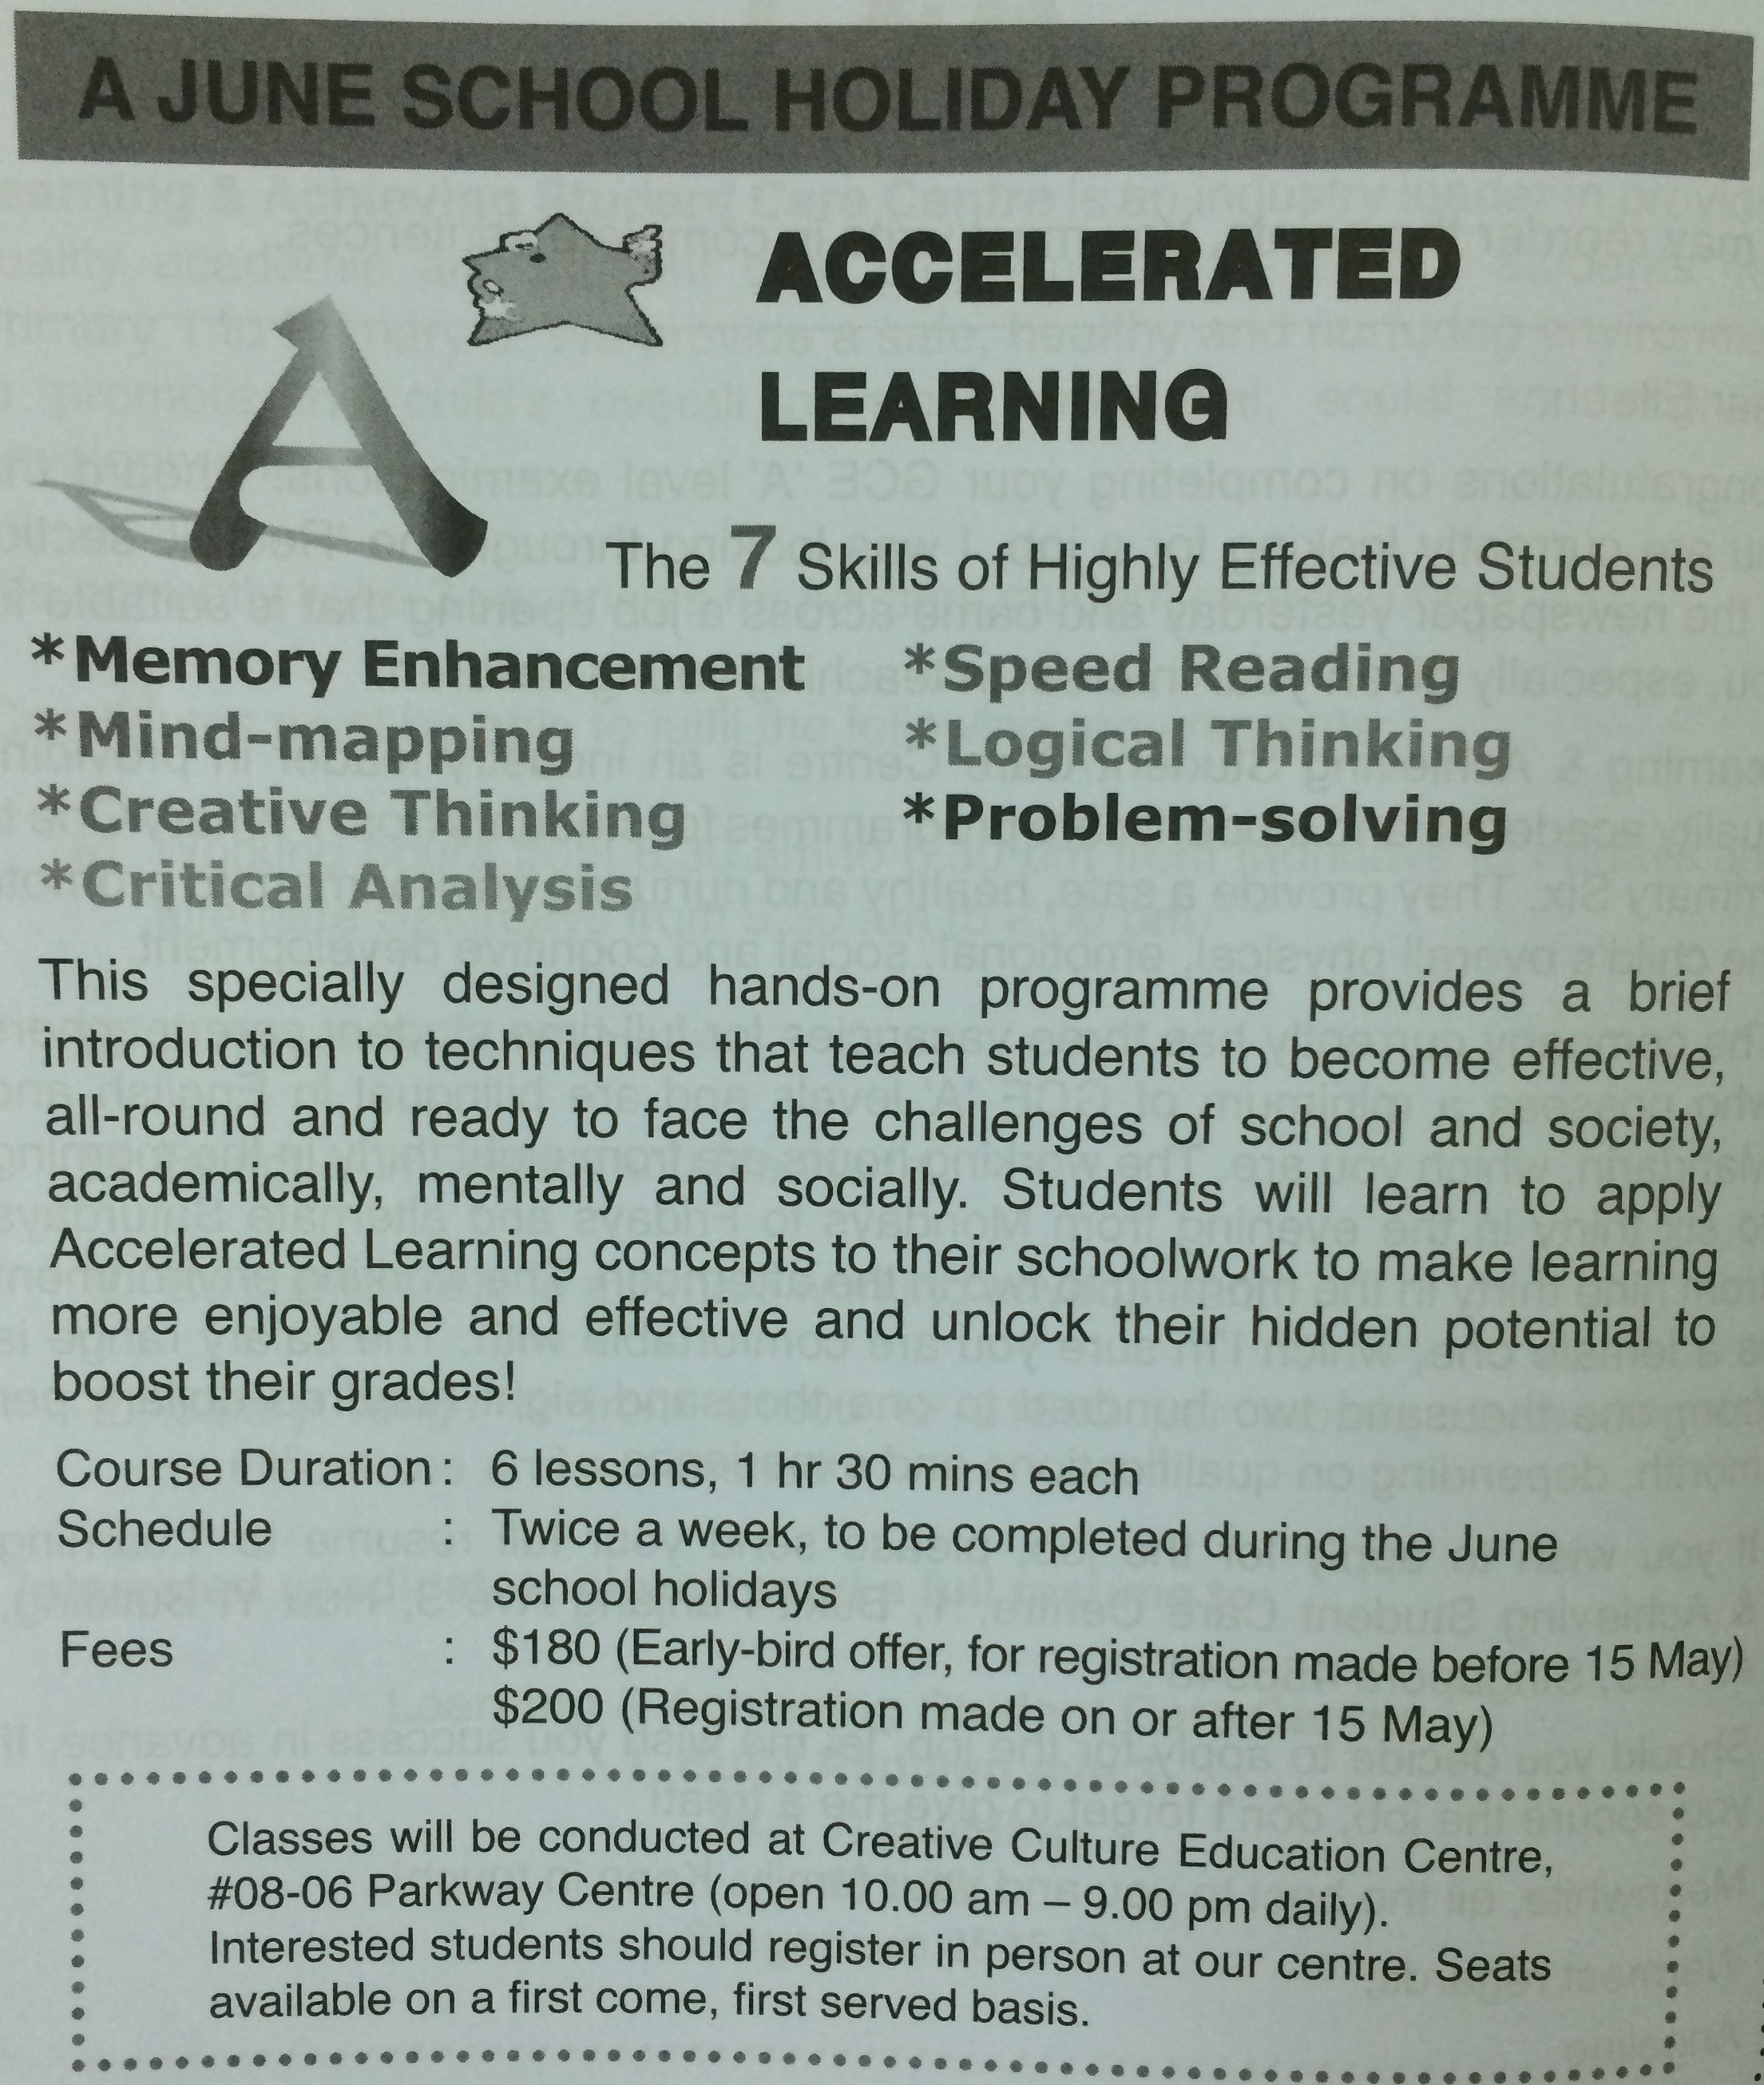 A JUNE SCHOOL HOLIDAY PROGRAMME
A
ACCELERATED
LEARNING
The 7 Skills of Highly Effective Students
*Memory Enhancement *Speed Reading
*Mind-mapping *Logical Thinking
*Creative Thinking *Problem-solving
*Critical Analysis
This specially designed hands-on programme provides a brief
introduction to techniques that teach students to become effective,
all-round and ready to face the challenges of school and society,
academically, mentally and socially. Students will learn to apply
Accelerated Learning concepts to their schoolwork to make learning
more enjoyable and effective and unlock their hidden potential to
boost their grades!
Course Duration : 6 lessons, 1 hr 30 mins each
Schedule : Twice a week, to be completed during the June
school holidays
Fees : $180 (Early-bird offer, for registration made before 15 May)
$200 (Registration made on or after 15 May)
Classes will be conducted at Creative Culture Education Centre,
#08-06 Parkway Centre (open 10.00 am – 9.00 pm daily).
Interested students should register in person at our centre. Seats
available on a first come, first served basis.